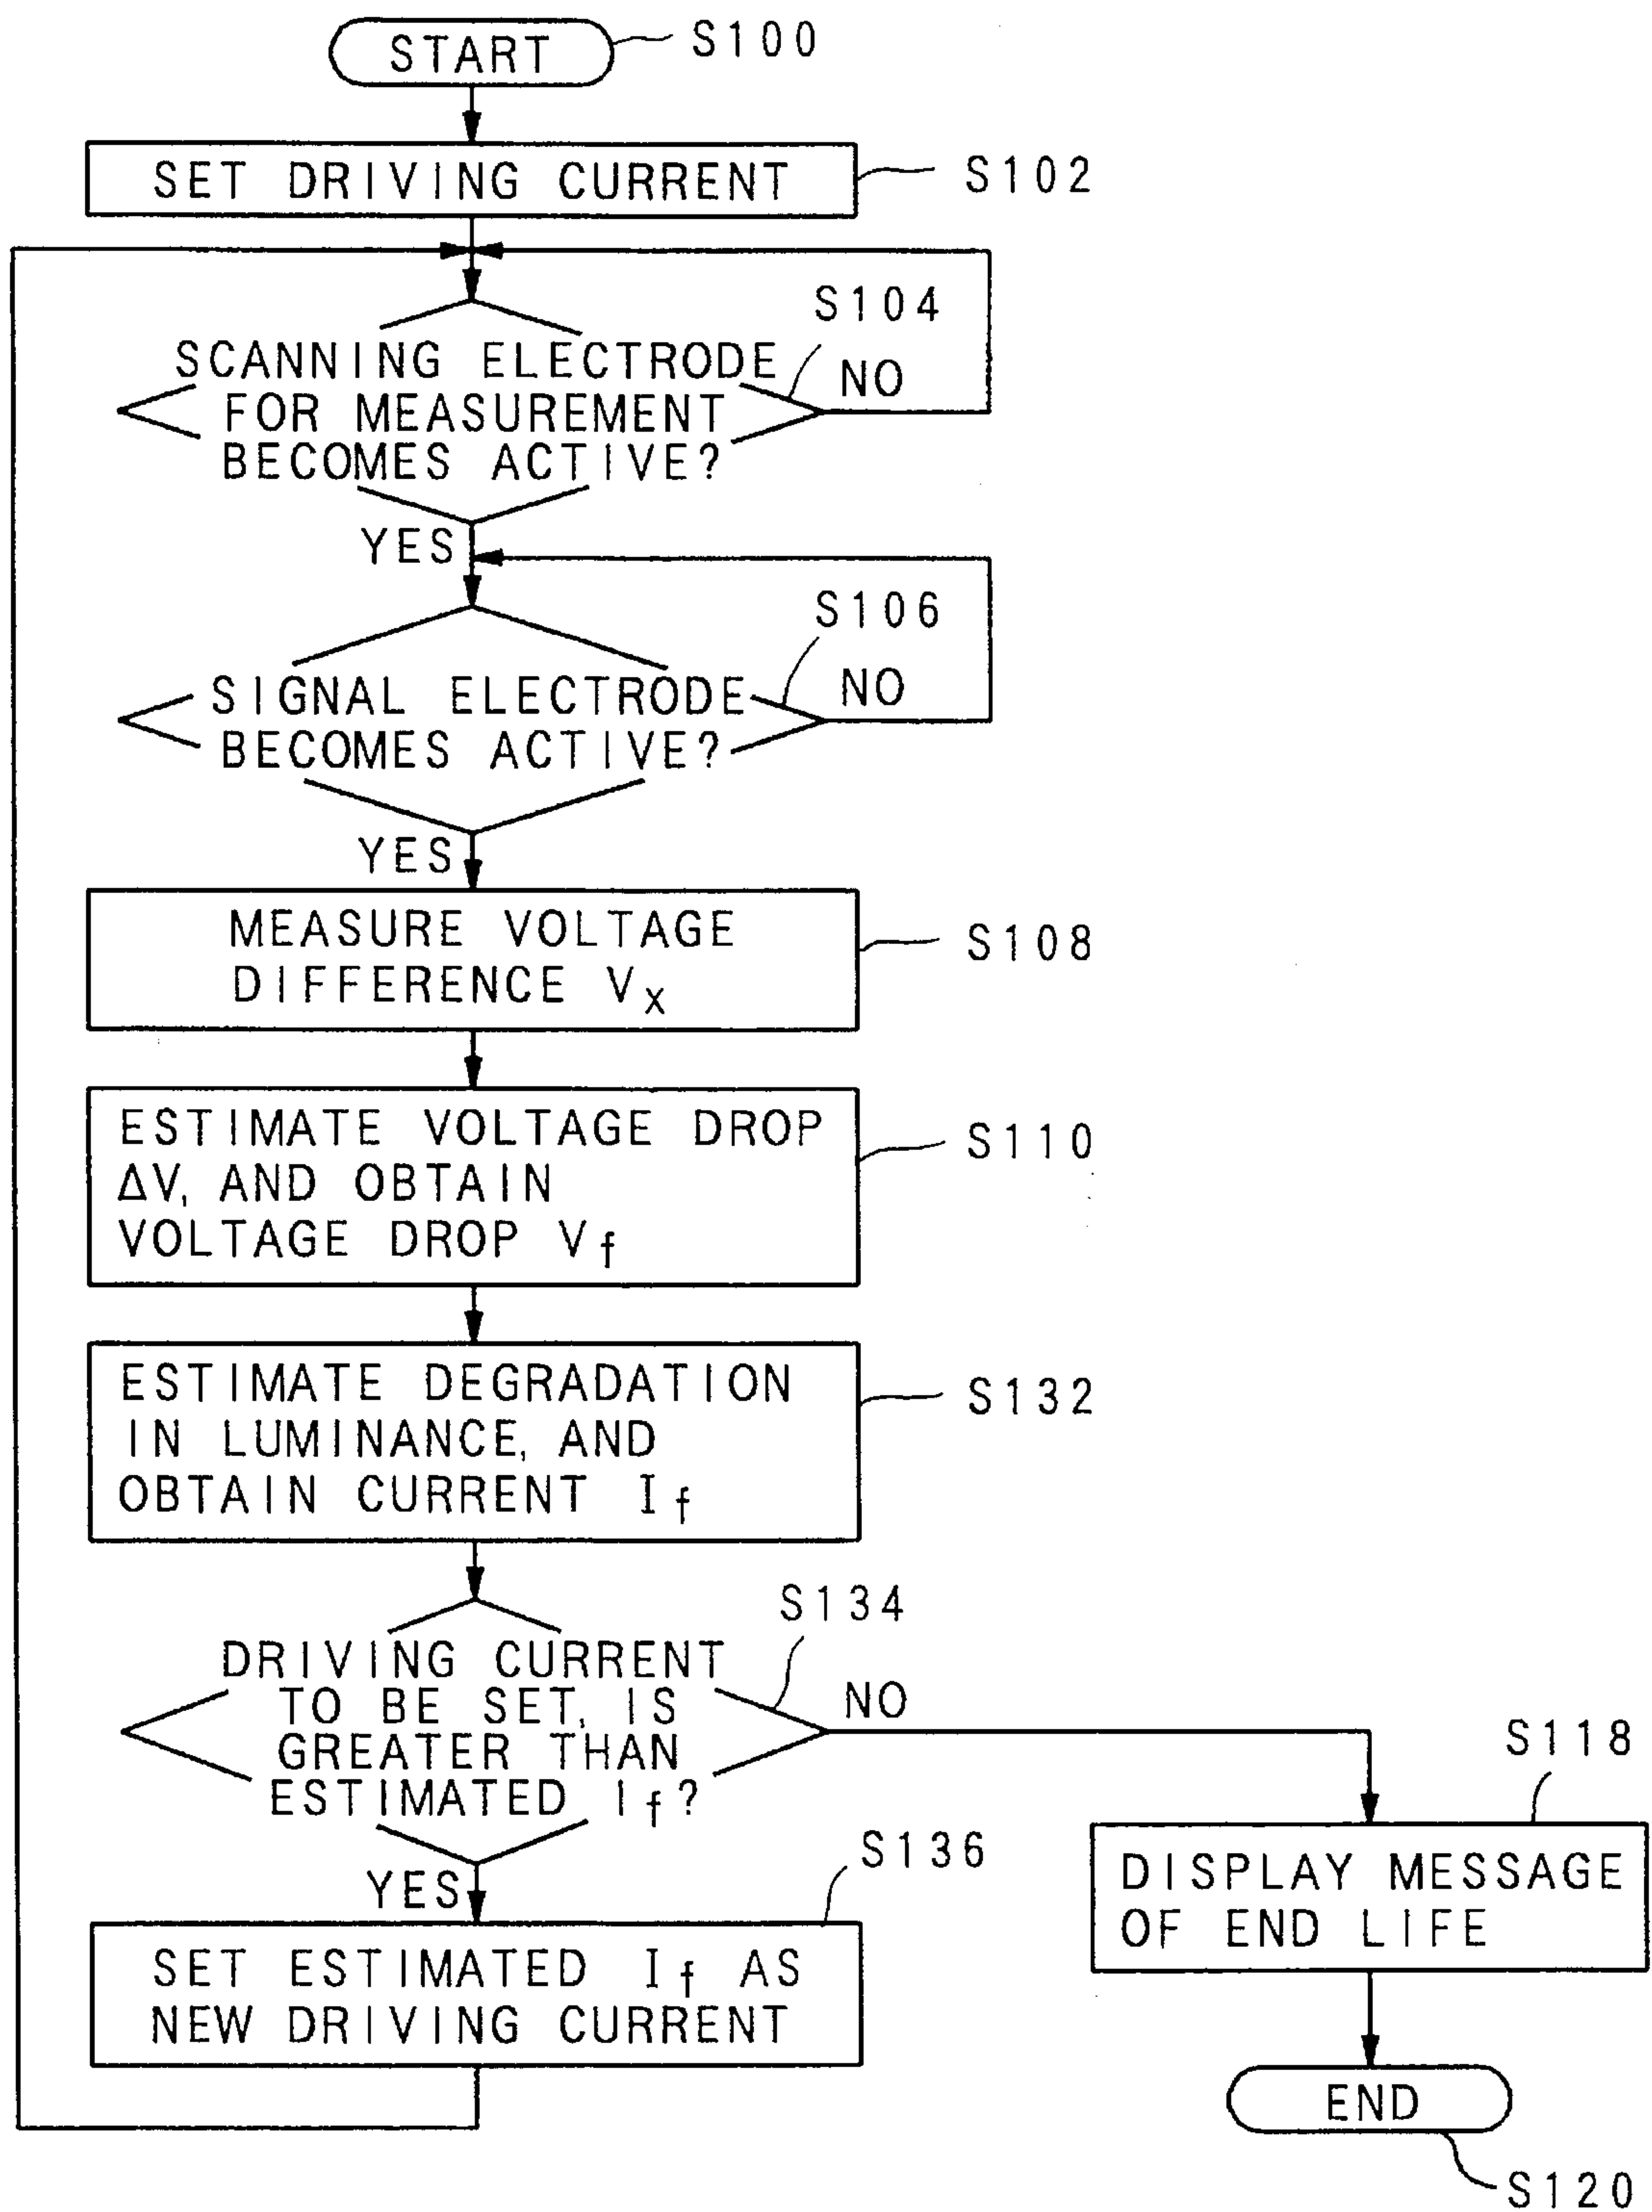 START
S100
SET DRIVING CURRENT
S102
S104
SCANNING ELECTRODE
FOR MEASUREMENT
BECOMES ACTIVE?
NO
YES
S106
SIGNAL ELECTRODE
BECOMES ACTIVE?
NO
YES
MEASURE VOLTAGE
DIFFERENCE Vx
S108
ESTIMATE VOLTAGE DROP
ΔV, AND OBTAIN
VOLTAGE DROP Vf
S110
ESTIMATE DEGRADATION
IN LUMINANCE, AND
OBTAIN CURRENT If
S132
S134
DRIVING CURRENT
TO BE SET, IS
GREATER THAN
ESTIMATED If?
NO
YES
S136
SET ESTIMATED If AS
NEW DRIVING CURRENT
S118
DISPLAY MESSAGE
OF END LIFE
END
S120